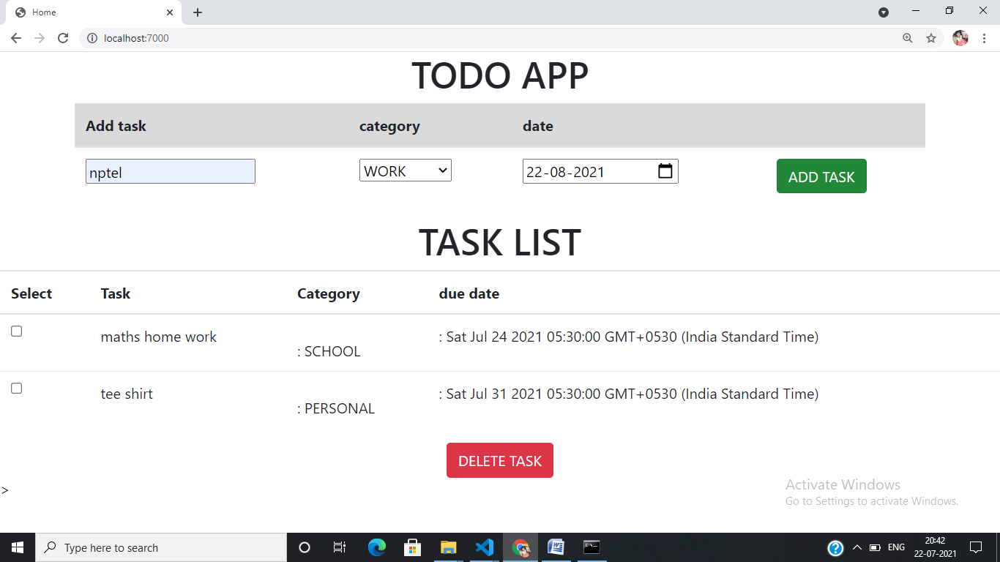 Home
localhost:7000
TODO APP
Add task category date
nptel WORK 22-08-2021 ADD TASK
TASK LIST
Select Task Category due date
maths home work : SCHOOL : Sat Jul 24 2021 05:30:00 GMT+0530 (India Standard Time)
tee shirt : PERSONAL : Sat Jul 31 2021 05:30:00 GMT+0530 (India Standard Time)
DELETE TASK
>
Activate Windows
Go to Settings to activate Windows.
Type here to search
ENG
20:42
22-07-2021